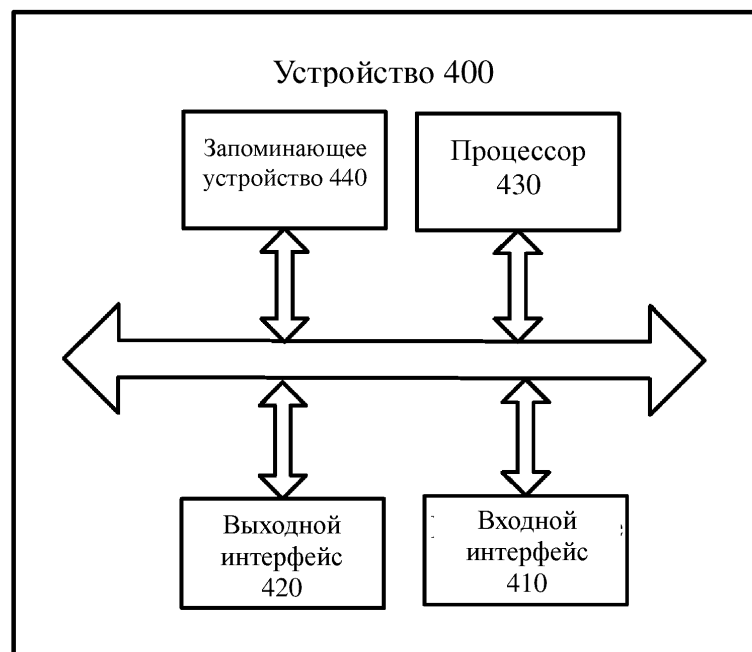 Устройство 400
Запоминающее
устройство 440
Процессор
430
Выходной
интерфейс
420
Входной
интерфейс
410